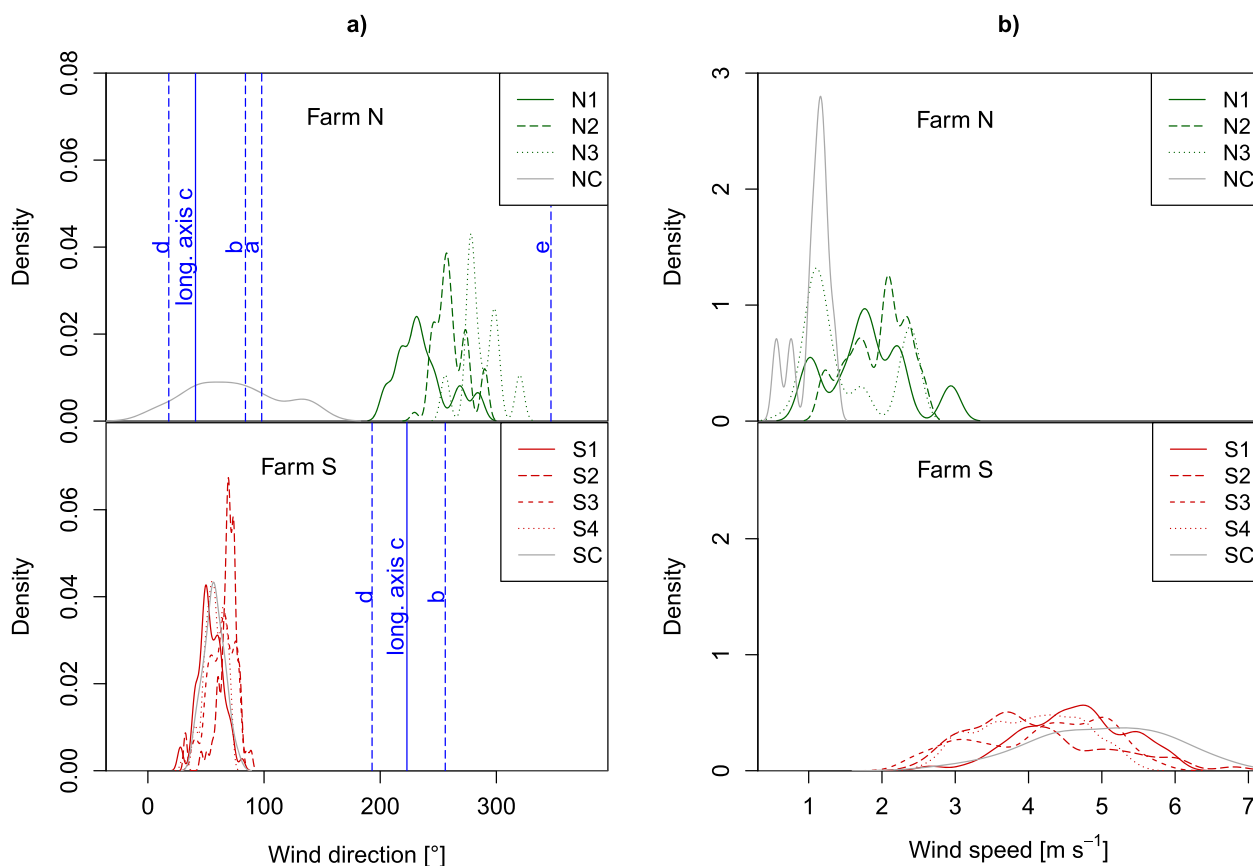 a)
b)
Density
0.00
0.02
0.04
0.06
0.08
Farm N
d
long. axis c
b
a
e
N1
N2
N3
NC
Density
0
1
2
3
Farm N
N1
N2
N3
NC
Density
0.00
0.02
0.04
0.06
Farm S
d
long. axis c
b
S1
S2
S3
S4
SC
0
100
200
300
Wind direction [°]
Density
0
1
2
Farm S
S1
S2
S3
S4
SC
1
2
3
4
5
6
7
Wind speed [m s⁻¹]